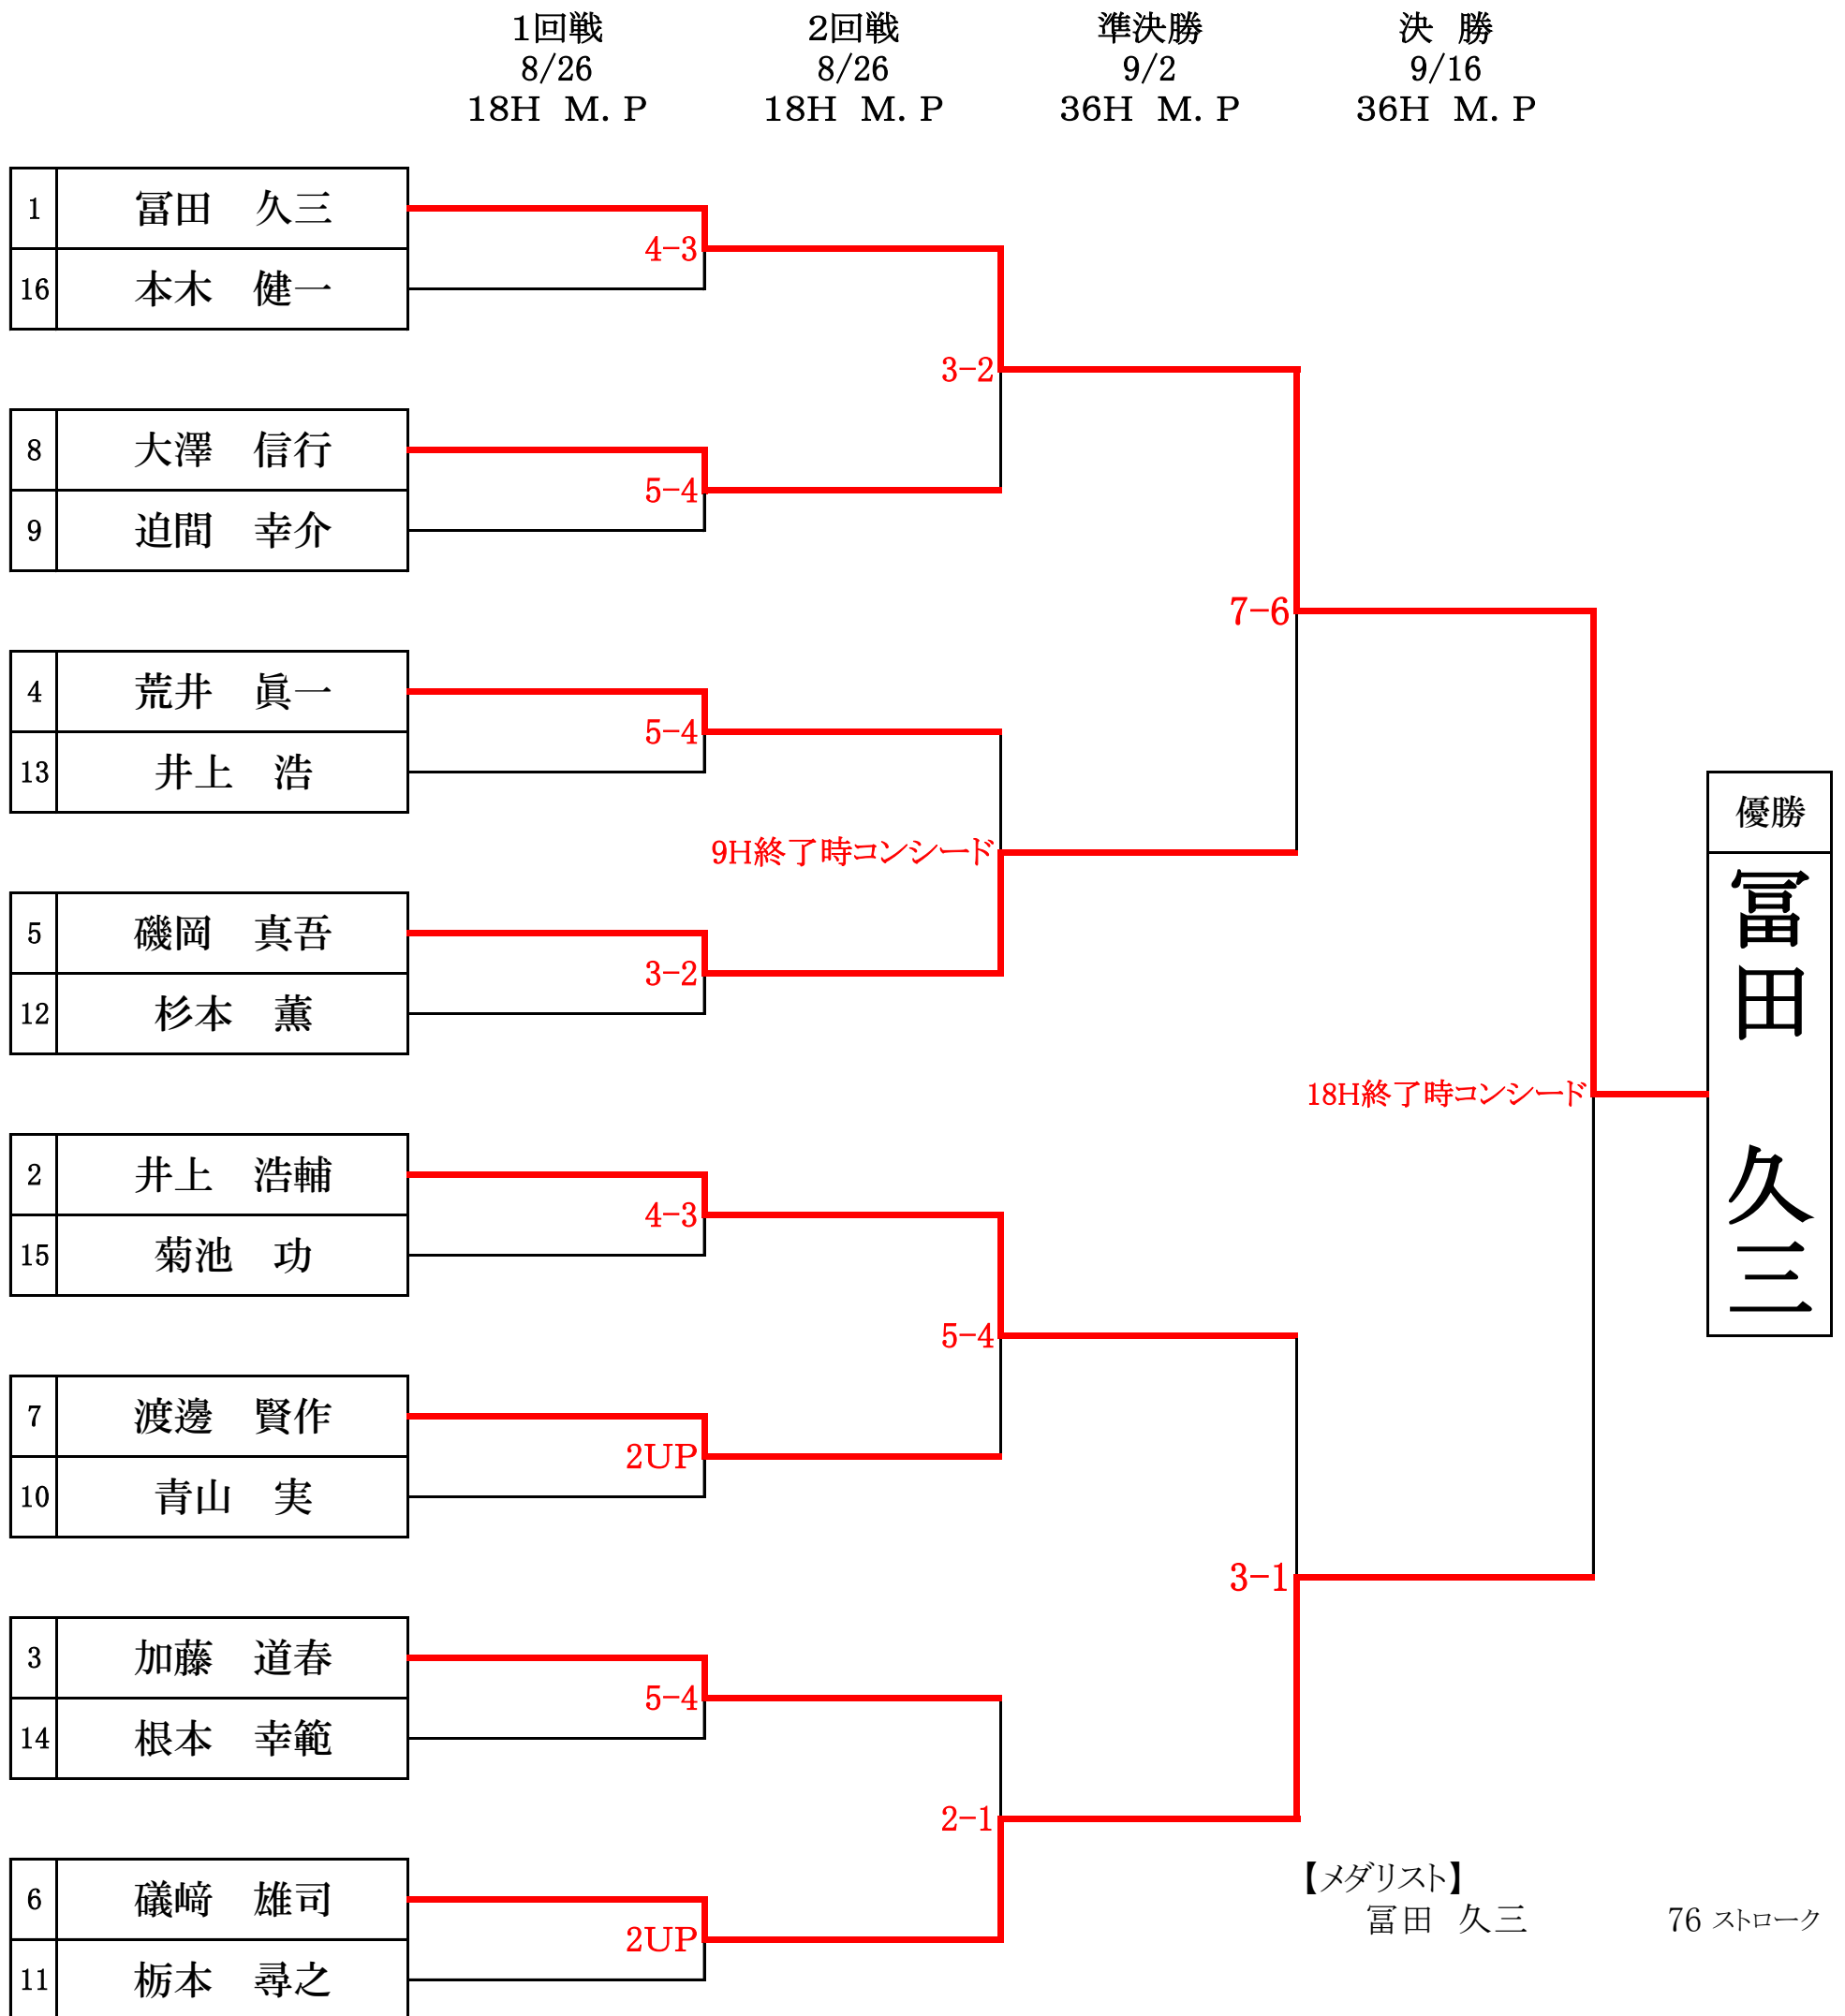 1回戦 2回戦 準決勝 決 勝
8/26 8/26 9/2 9/16
18H M.P 18H M.P 36H M.P 36H M.P
1 冨田 久三
4-3
16 本木 健一
3-2
8 大澤 信行
5-4
9 迫間 幸介
7-6
4 荒井 眞一
5-4
13 井上 浩
優勝
冨田 久三
9H終了時コンシード
5 磯岡 真吾
3-2
12 杉本 薫
18H終了時コンシード
2 井上 浩輔
4-3
15 菊池 功
5-4
7 渡邊 賢作
2UP
10 青山 実
3-1
3 加藤 道春
5-4
14 根本 幸範
2-1
6 礒﨑 雄司
2UP
11 栃本 尋之
【メダリスト】
冨田 久三 76 ストローク